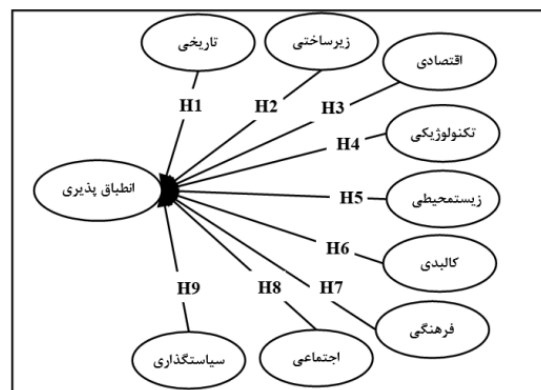 تاریخی
زیرساختی
اقتصادی
تکنولوژیکی
زیستمحیطی
کالبدی
فرهنگی
اجتماعی
سیاستگذاری
انطباق پذیری
H1
H2
H3
H4
H5
H6
H7
H8
H9